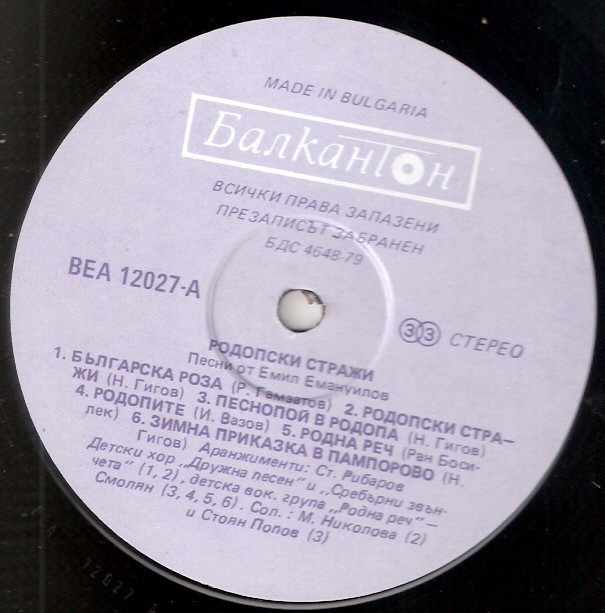 MADE IN BULGARIA
Балкантон
ВСИЧКИ ПРАВА ЗАПАЗЕНИ
ПРЕЗАПИСЪТ ЗАБРАНЕН
БДС 4648-79
ВЕА 12027-А
33 СТЕРЕО
РОДОПСКИ СТРАЖИ
Песни от Емил Емануилов
1. БЪЛГАРСКА РОЗА (Р. Гамзатов) 2. РОДОПСКИ СТРА-
ЖИ (Н. Гигов) 3. ПЕСНОПОЙ В РОДОПА (Н. Гигов)
4. РОДОПИТЕ (И. Вазов) 5. РОДНА РЕЧ (Ран Боси-
лек) 6. ЗИМНА ПРИКАЗКА В ПАМПОРОВО (Н.
Гигов) Аранжименти: Ст. Рибаров
Детски хор „Дружна песен" и „Сребърни звън-
чета" (1, 2), детска вок. група „Родна реч" –
Смолян (3, 4, 5, 6). Сол.: М. Николова (2)
и Стоян Попов (3)
12027 А